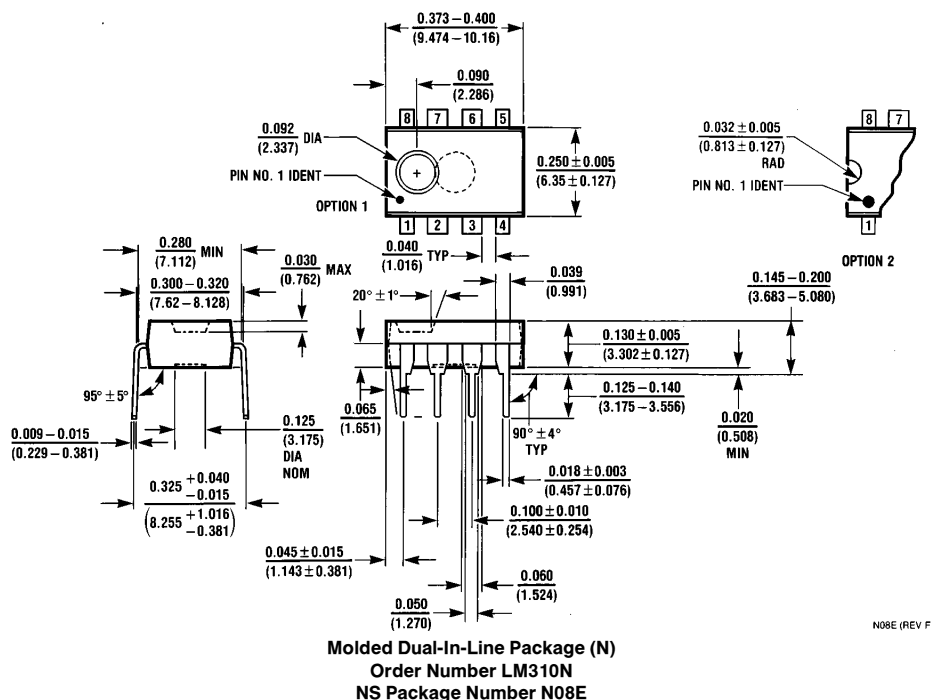 0.373 – 0.400
(9.474 – 10.16)
0.090
(2.286)
8 7 6 5
0.092 DIA
(2.337)
PIN NO. 1 IDENT
OPTION 1
+
1 2 3 4
0.250 ± 0.005
(6.35 ± 0.127)
8 7
0.032 ± 0.005
(0.813 ± 0.127)
RAD
PIN NO. 1 IDENT
1
OPTION 2
0.280 MIN
(7.112)
0.300 – 0.320
(7.62 – 8.128)
0.030 MAX
(0.762)
0.040 TYP
(1.016)
0.039
(0.991)
20° ± 1°
0.145 – 0.200
(3.683 – 5.080)
0.130 ± 0.005
(3.302 ± 0.127)
0.125 – 0.140
(3.175 – 3.556)
0.020
(0.508)
MIN
95° ± 5°
0.009 – 0.015
(0.229 – 0.381)
0.125
(3.175)
DIA
NOM
0.065
(1.651)
90° ± 4°
TYP
0.018 ± 0.003
(0.457 ± 0.076)
0.325 +0.040
−0.015
(8.255 +1.016
−0.381)
0.100 ± 0.010
(2.540 ± 0.254)
0.045 ± 0.015
(1.143 ± 0.381)
0.060
(1.524)
0.050
(1.270)
N08E (REV F
Molded Dual-In-Line Package (N)
Order Number LM310N
NS Package Number N08E